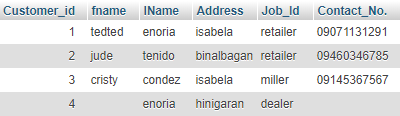 Customer_id fname lName Address Job_Id Contact_No.
1 tedted enoria isabela retailer 09071131291
2 jude tenido binalbagan retailer 09460346785
3 cristy condez isabela miller 09145367567
4 enoria hinigaran dealer